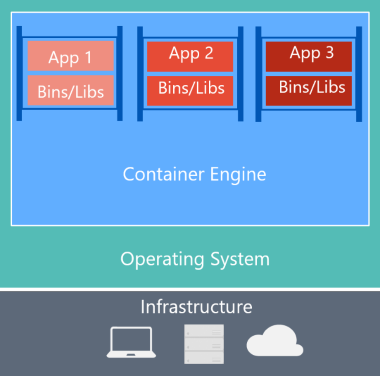 App 1
App 2
App 3
Bins/Libs
Bins/Libs
Bins/Libs
Container Engine
Operating System
Infrastructure